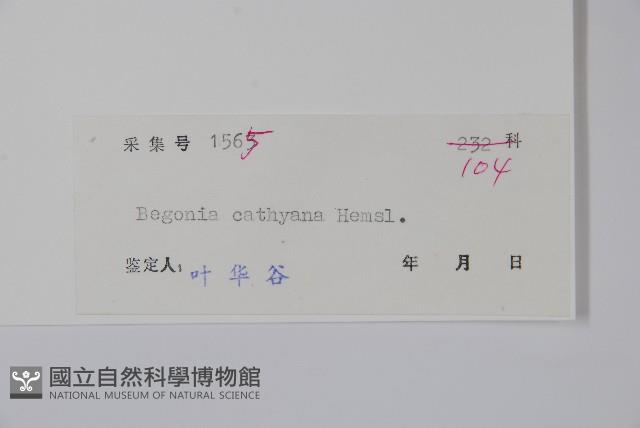 采集号 1565 232 科
104
Begonia cathyana Hemsl.
鉴定人: 叶华谷 年 月 日
國立自然科學博物館
NATIONAL MUSEUM OF NATURAL SCIENCE